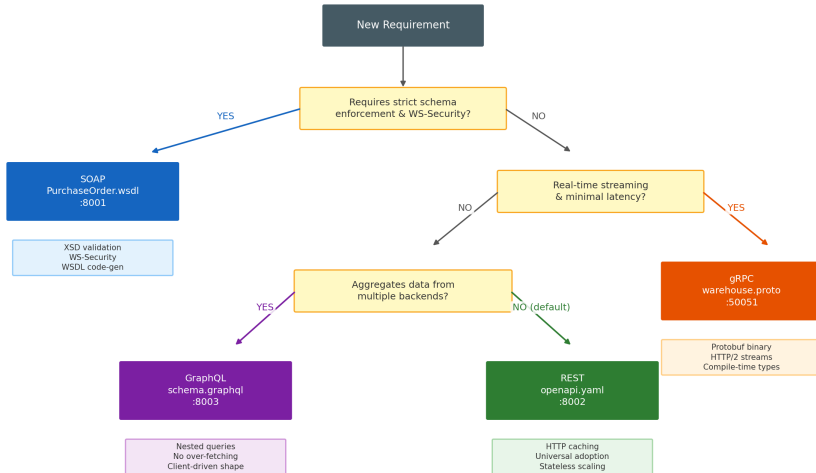 New Requirement
Requires strict schema
enforcement & WS-Security?
YES
NO
SOAP
PurchaseOrder.wsdl
:8001
Real-time streaming
& minimal latency?
NO
YES
XSD validation
WS-Security
WSDL code-gen
Aggregates data from
multiple backends?
gRPC
warehouse.proto
:50051
YES
NO (default)
Protobuf binary
HTTP/2 streams
Compile-time types
GraphQL
schema.graphql
:8003
REST
openapi.yaml
:8002
Nested queries
No over-fetching
Client-driven shape
HTTP caching
Universal adoption
Stateless scaling